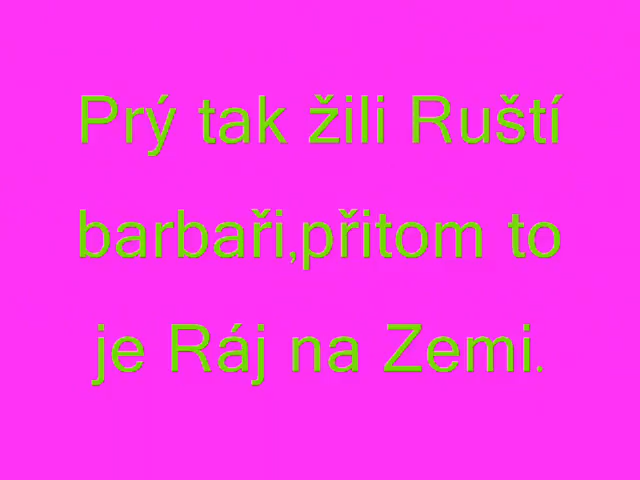 Prý tak žili Ruští
barbaři,přitom to
je Ráj na Zemi.